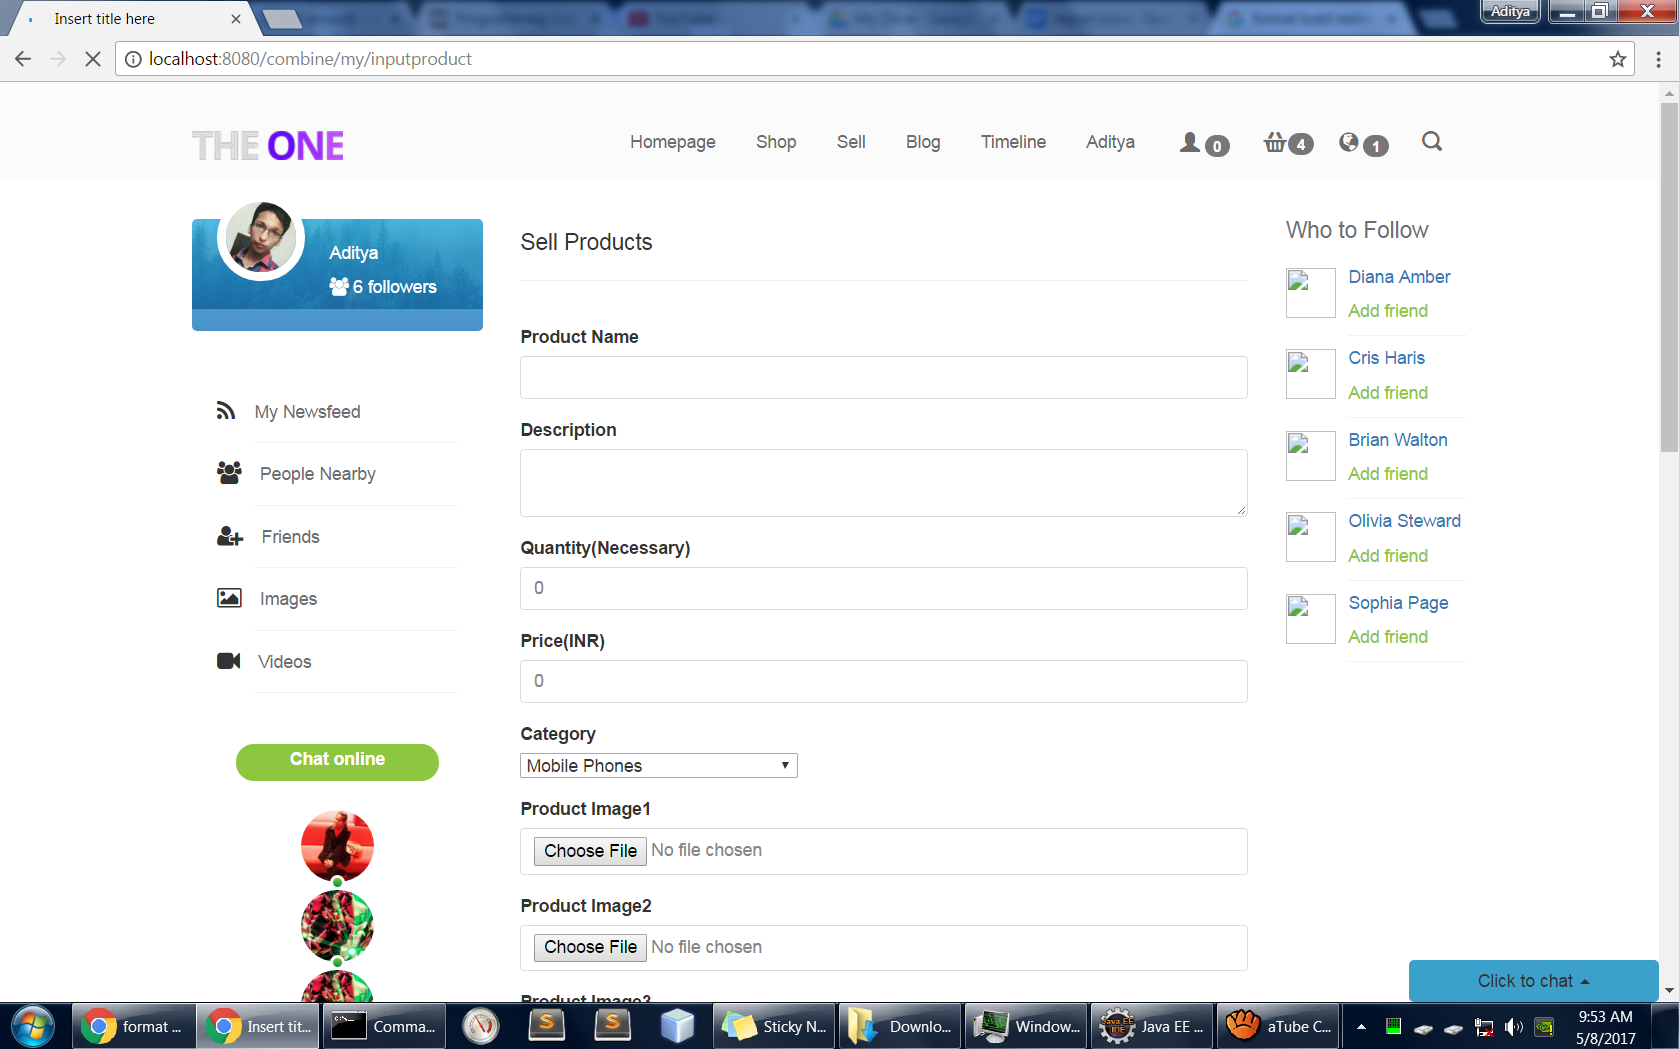 Insert title here
YouTube
Aditya
localhost:8080/combine/my/inputproduct
THE ONE
Homepage
Shop
Sell
Blog
Timeline
Aditya
0
4
1
Aditya
6 followers
My Newsfeed
People Nearby
Friends
Images
Videos
Chat online
Sell Products
Product Name
Description
Quantity(Necessary)
0
Price(INR)
0
Category
Mobile Phones
Product Image1
Choose File No file chosen
Product Image2
Choose File No file chosen
Product Image3
Who to Follow
Diana Amber
Add friend
Cris Haris
Add friend
Brian Walton
Add friend
Olivia Steward
Add friend
Sophia Page
Add friend
Click to chat
format ...
Insert tit...
Comma...
Sticky N...
Downlo...
Window...
Java EE ...
aTube C...
9:53 AM
5/8/2017